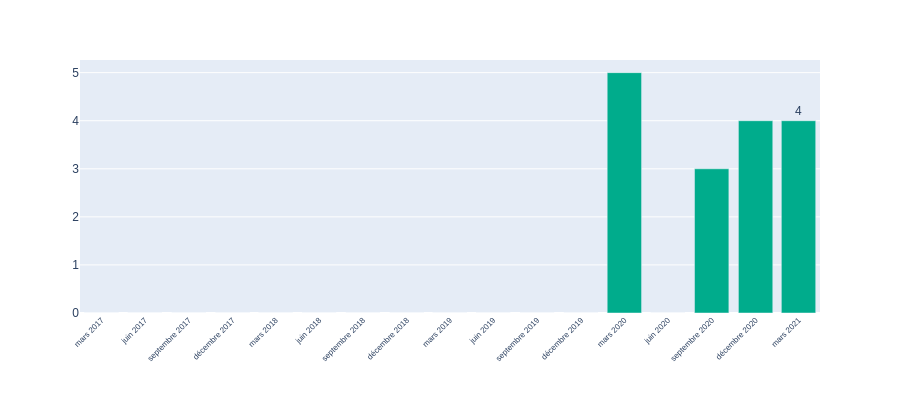 5
4
4
3
2
1
0
mars 2017
juin 2017
septembre 2017
décembre 2017
mars 2018
juin 2018
septembre 2018
décembre 2018
mars 2019
juin 2019
septembre 2019
décembre 2019
mars 2020
juin 2020
septembre 2020
décembre 2020
mars 2021